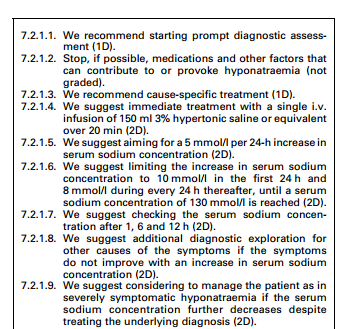 7.2.1.1. We recommend starting prompt diagnostic assess-
ment (1D).
7.2.1.2. Stop, if possible, medications and other factors that
can contribute to or provoke hyponatraemia (not
graded).
7.2.1.3. We recommend cause-specific treatment (1D).
7.2.1.4. We suggest immediate treatment with a single i.v.
infusion of 150 ml 3% hypertonic saline or equivalent
over 20 min (2D).
7.2.1.5. We suggest aiming for a 5 mmol/l per 24-h increase in
serum sodium concentration (2D).
7.2.1.6. We suggest limiting the increase in serum sodium
concentration to 10 mmol/l in the first 24 h and
8 mmol/l during every 24 h thereafter, until a serum
sodium concentration of 130 mmol/l is reached (2D).
7.2.1.7. We suggest checking the serum sodium concen-
tration after 1, 6 and 12 h (2D).
7.2.1.8. We suggest additional diagnostic exploration for
other causes of the symptoms if the symptoms
do not improve with an increase in serum sodium
concentration (2D).
7.2.1.9. We suggest considering to manage the patient as in
severely symptomatic hyponatraemia if the serum
sodium concentration further decreases despite
treating the underlying diagnosis (2D).